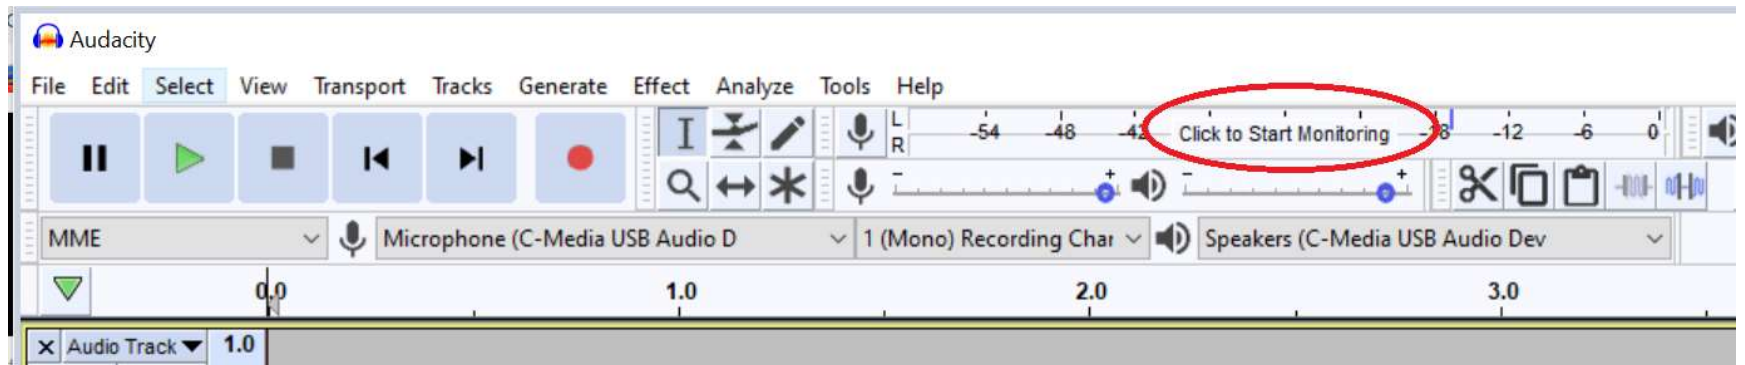 Audacity
File Edit Select View Transport Tracks Generate Effect Analyze Tools Help
L
R
-54 -48 -42 Click to Start Monitoring -18 -12 -6 0
- + - +
MME Microphone (C-Media USB Audio D 1 (Mono) Recording Char Speakers (C-Media USB Audio Dev
0.0 1.0 2.0 3.0
X Audio Track 1.0